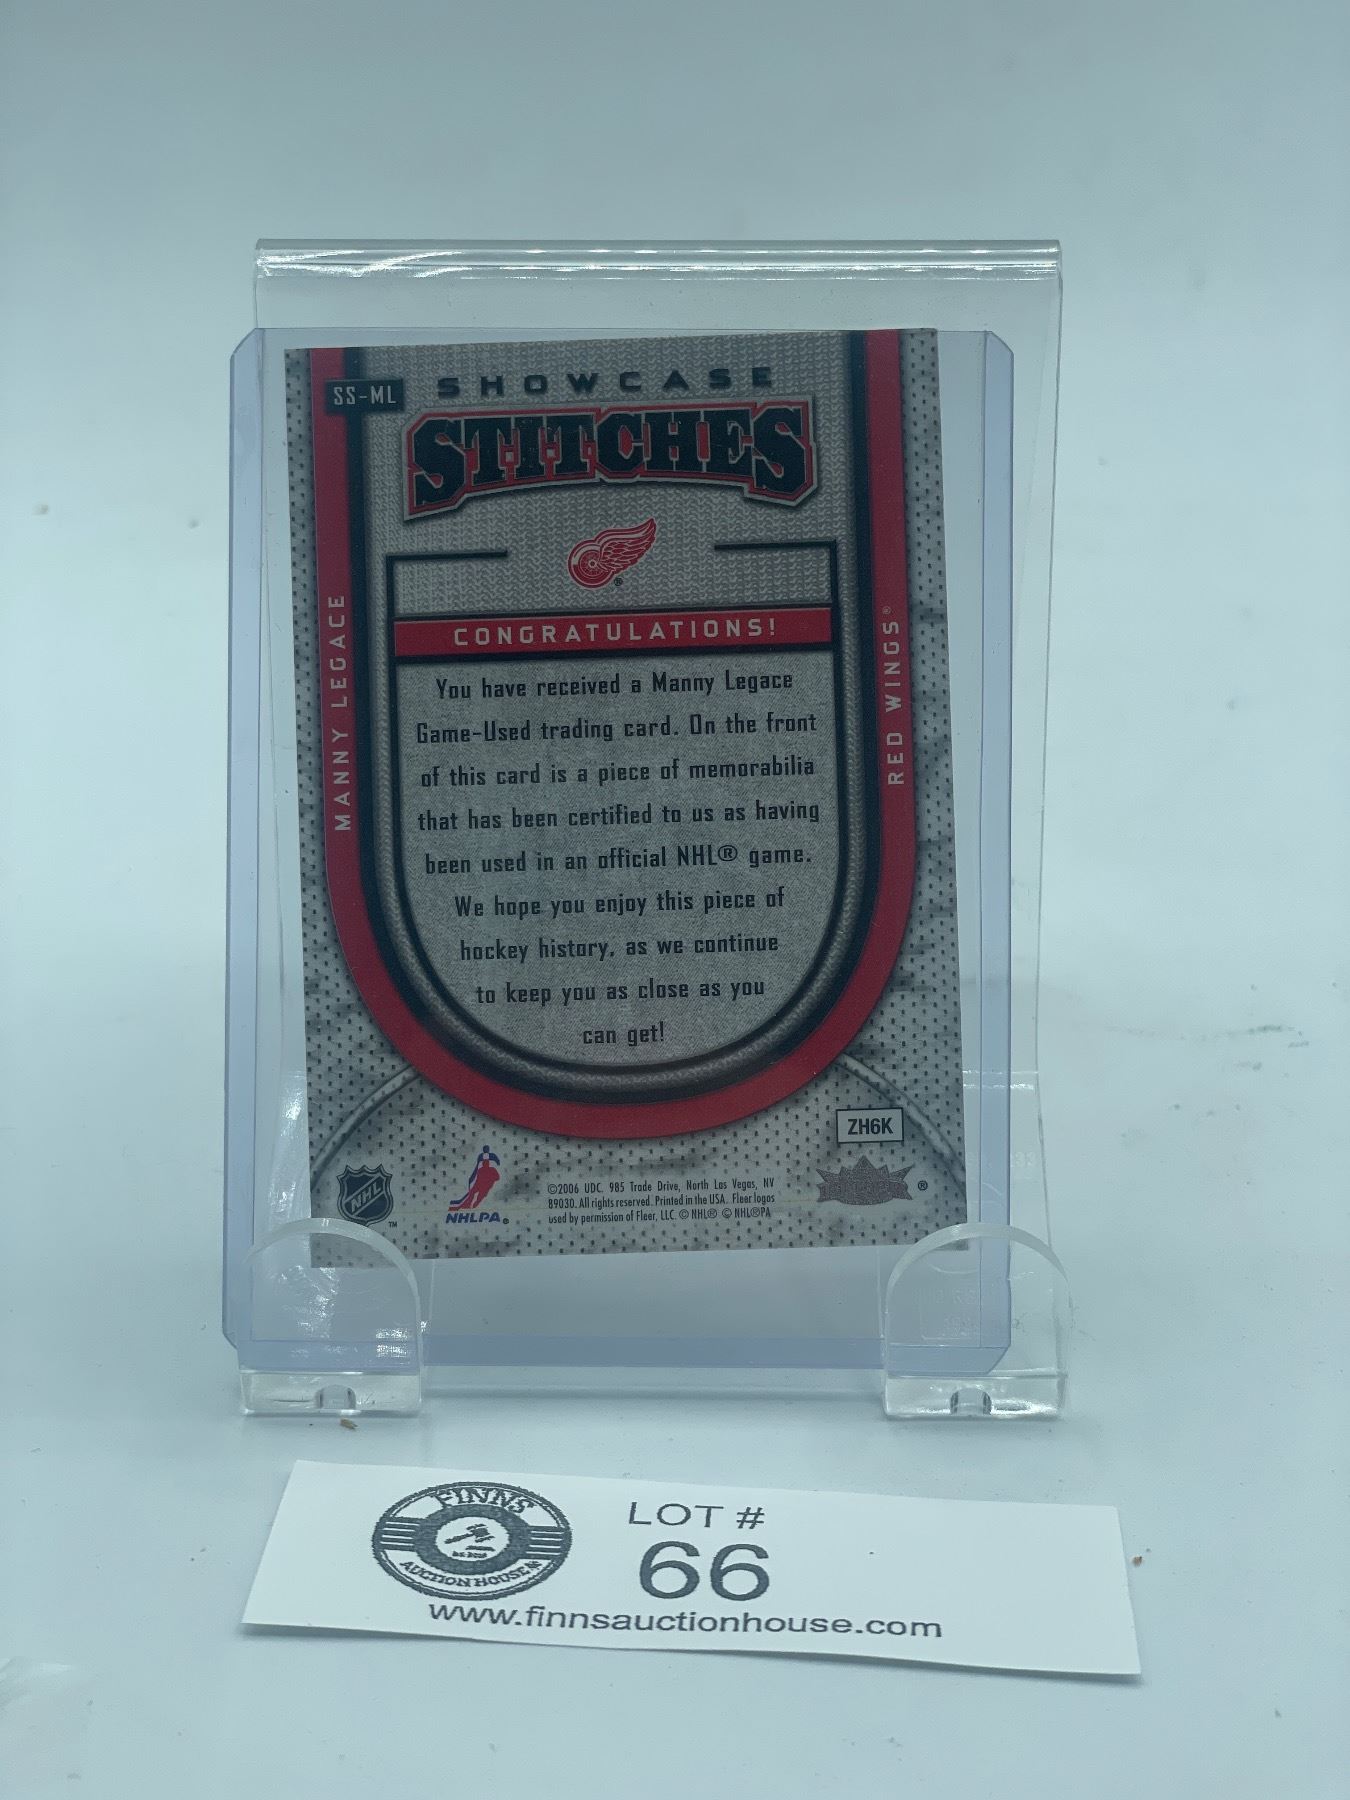 SS-ML
SHOWCASE
STITCHES
MANNY LEGACE
RED WINGS®
®
CONGRATULATIONS!
You have received a Manny Legace
Game-Used trading card. On the front
of this card is a piece of memorabilia
that has been certified to us as having
been used in an official NHL® game.
We hope you enjoy this piece of
hockey history, as we continue
to keep you as close as you
can get!
ZH6K
NHL
TM
NHLPA®
©2006 UDC. 985 Trade Drive, North Las Vegas, NV
89030. All rights reserved. Printed in the USA. Fleer logos
used by permission of Fleer, LLC. © NHL® © NHL®PA
®
FINNS
AUCTION HOUSE
LOT #
66
www.finnsauctionhouse.com